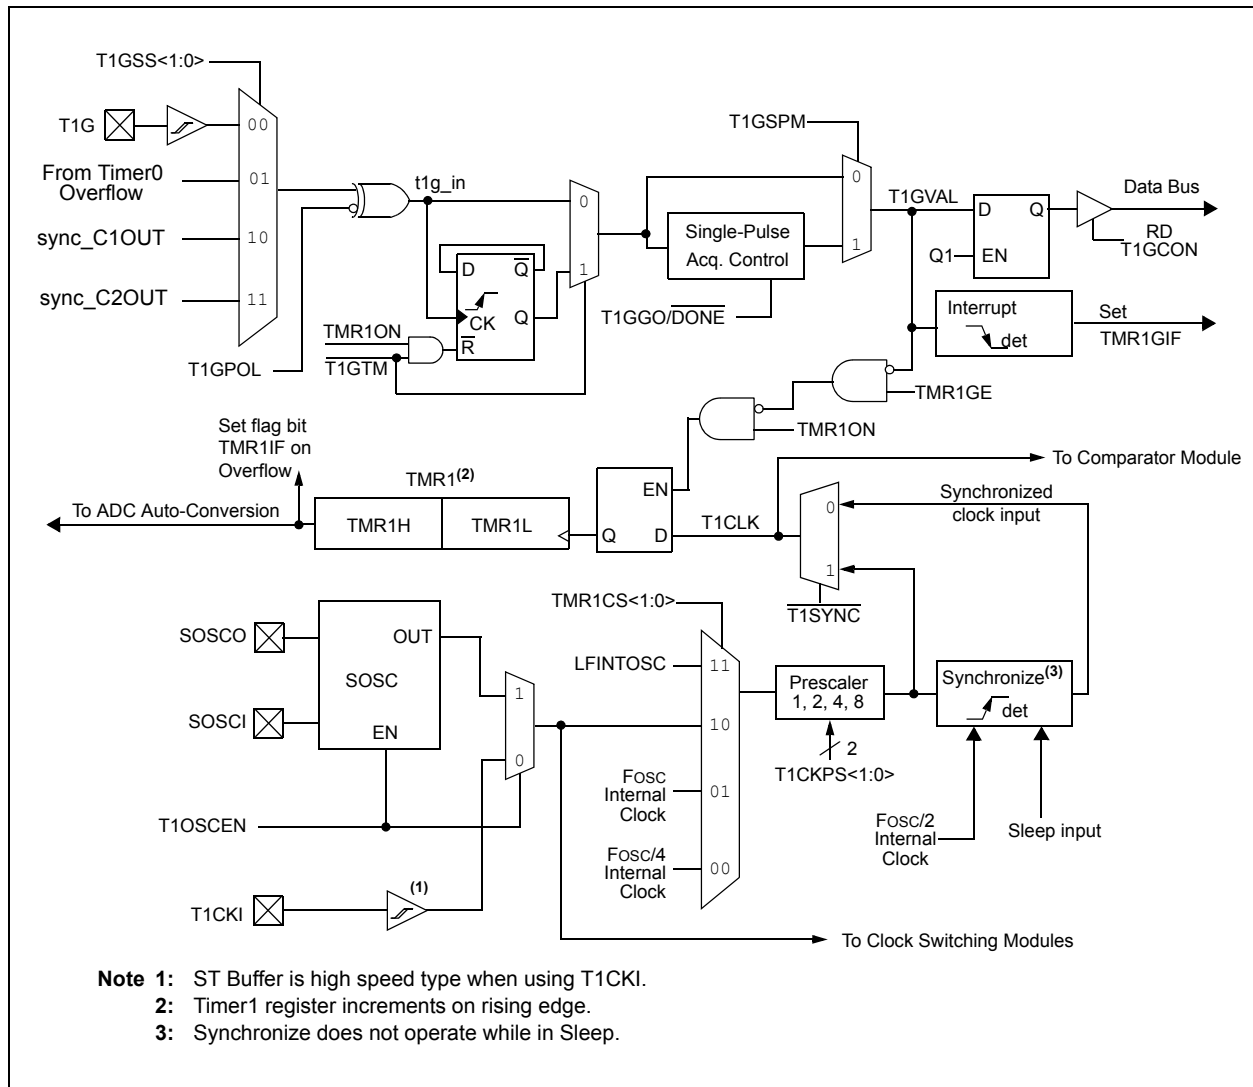 T1GSS<1:0>
T1G
00
T1GSPM
From Timer0
Overflow
01
t1g_in
0
0
T1GVAL
D
Q
Data Bus
sync_C1OUT
10
Single-Pulse
Acq. Control
1
RD
T1GCON
Q1
EN
sync_C2OUT
11
D
Q
1
CK
Q
T1GGO/DONE
Interrupt
det
Set
TMR1GIF
TMR1ON
R
T1GTM
T1GPOL
TMR1GE
TMR1ON
Set flag bit
TMR1IF on
Overflow
To Comparator Module
TMR1(2)
EN
Synchronized
clock input
To ADC Auto-Conversion
TMR1H
TMR1L
Q
D
T1CLK
0
1
TMR1CS<1:0>
T1SYNC
SOSCO
OUT
LFINTOSC
11
SOSC
1
Prescaler
1, 2, 4, 8
Synchronize(3)
det
SOSCI
EN
10
0
2
T1CKPS<1:0>
FOSC
Internal
Clock
01
T1OSCEN
FOSC/2
Internal
Clock
Sleep input
FOSC/4
Internal
Clock
00
(1)
T1CKI
To Clock Switching Modules
Note 1: ST Buffer is high speed type when using T1CKI.
2: Timer1 register increments on rising edge.
3: Synchronize does not operate while in Sleep.